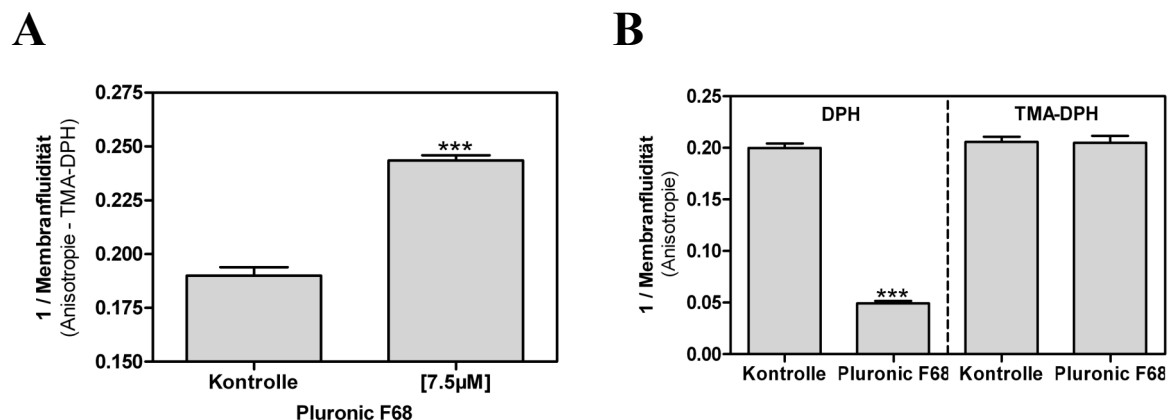 A
1 / Membranfluidität
(Anisotropie - TMA-DPH)
0.275
0.250
0.225
0.200
0.175
0.150
***
Kontrolle
[7.5µM]
Pluronic F68
B
1 / Membranfluidität
(Anisotropie)
0.25
0.20
0.15
0.10
0.05
0.00
DPH
TMA-DPH
***
Kontrolle Pluronic F68 Kontrolle Pluronic F68